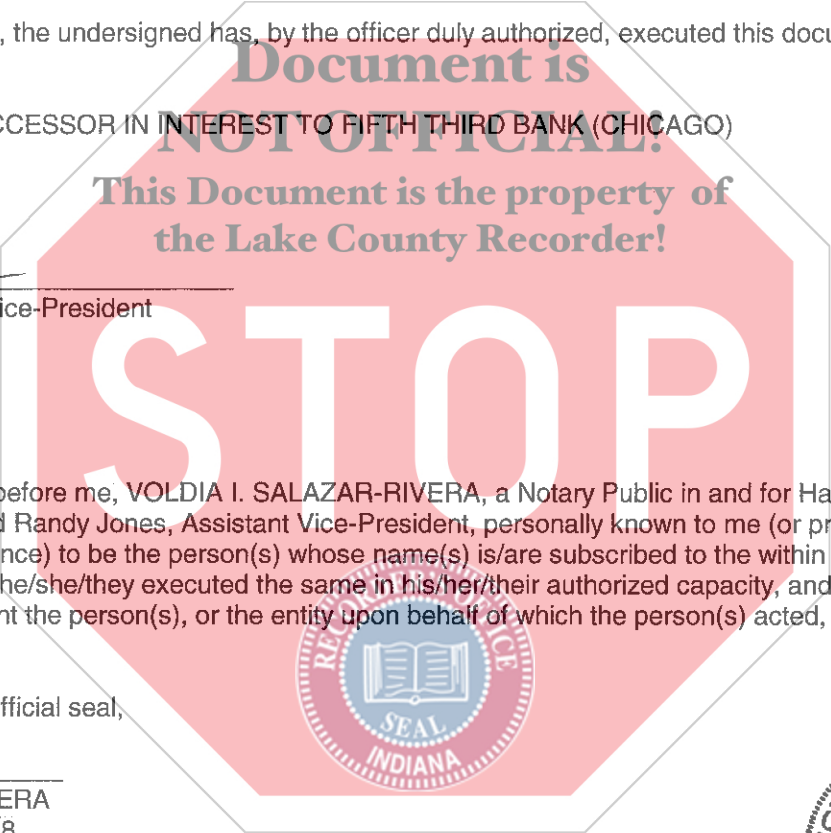 , the undersigned has, by the officer duly authorized, executed this docu
Document is
NOT OFFICIAL!
CCESSOR IN INTEREST TO FIFTH THIRD BANK (CHICAGO)
This Document is the property of
the Lake County Recorder!
ice-President
STOP
before me, VOLDIA I. SALAZAR-RIVERA, a Notary Public in and for Ha
d Randy Jones, Assistant Vice-President, personally known to me (or pr
nce) to be the person(s) whose name(s) is/are subscribed to the within
he/she/they executed the same in his/her/their authorized capacity, and
nt the person(s), or the entity upon behalf of which the person(s) acted,
RECORDER'S OFFICE
SEAL
INDIANA
fficial seal,
ERA